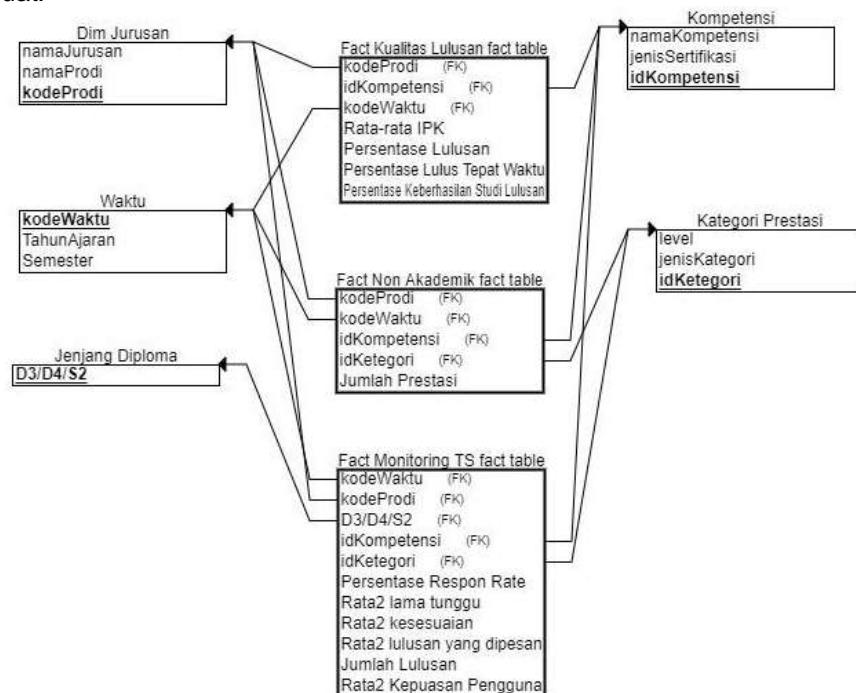 Dim Jurusan
namaJurusan
namaProdi
kodeProdi
Waktu
kodeWaktu
TahunAjaran
Semester
Jenjang Diploma
D3/D4/S2
Fact Kualitas Lulusan fact table
kodeProdi (FK)
idKompetensi (FK)
kodeWaktu (FK)
Rata-rata IPK
Persentase Lulusan
Persentase Lulus Tepat Waktu
Persentase Keberhasilan Studi Lulusan
Fact Non Akademik fact table
kodeProdi (FK)
kodeWaktu (FK)
idKompetensi (FK)
idKetegori (FK)
Jumlah Prestasi
Fact Monitoring TS fact table
kodeWaktu (FK)
kodeProdi (FK)
D3/D4/S2 (FK)
idKompetensi (FK)
idKetegori (FK)
Persentase Respon Rate
Rata2 lama tunggu
Rata2 kesesuaian
Rata2 lulusan yang dipesan
Jumlah Lulusan
Rata2 Kepuasan Pengguna
Kompetensi
namaKompetensi
jenisSertifikasi
idKompetensi
Kategori Prestasi
level
jenisKategori
idKetegori